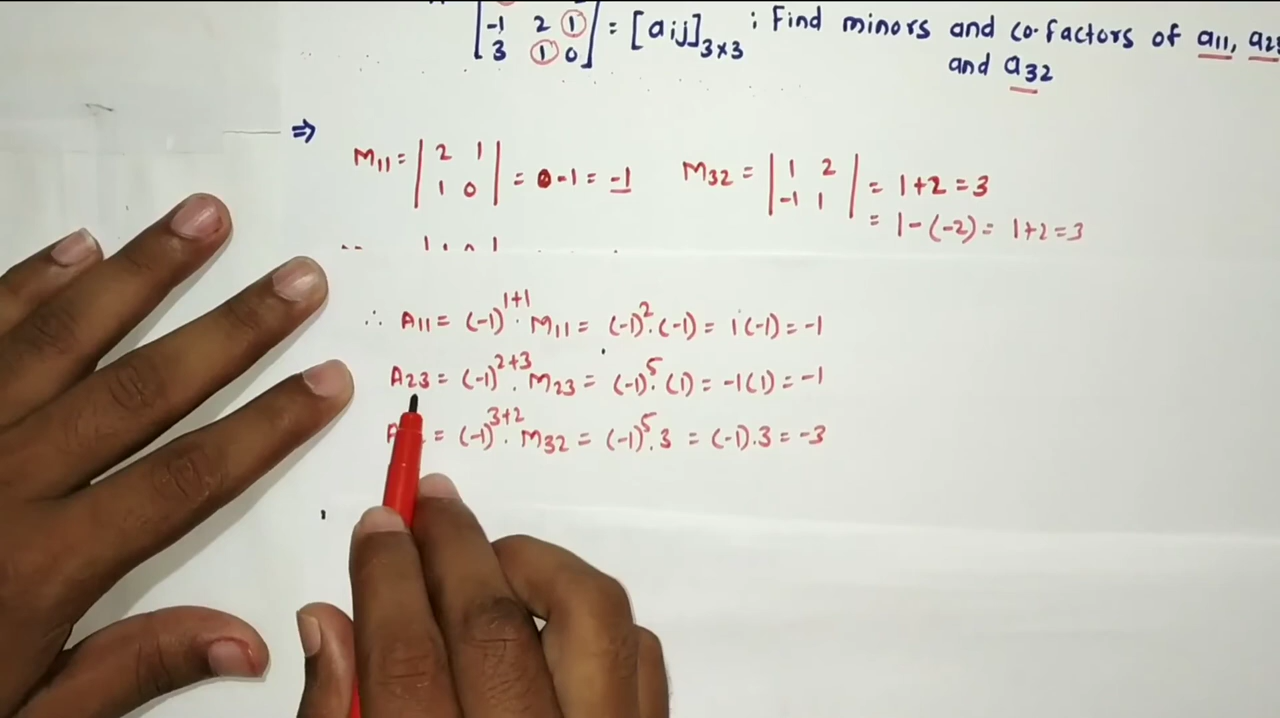 -1 2 1
3 1 0 = [aij]3×3 ; Find minors and co-factors of a11,
and a32
⇒
M11 = | 2 1 | = 0-1 = -1
| 1 0 |
M32 = | 1 2 | = 1+2 = 3
| -1 1 | = 1-(-2) = 1+2=3
∴ A11 = (-1)^1+1 . M11 = (-1)^2 . (-1) = 1(-1) = -1
A23 = (-1)^2+3 . M23 = (-1)^5 . (1) = -1(1) = -1
= (-1)^3+2 . M32 = (-1)^5 . 3 = (-1).3 = -3